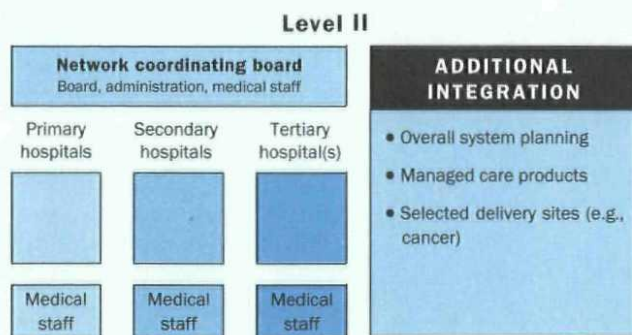 Level II
Network coordinating board
Board, administration, medical staff
Primary
hospitals
Secondary
hospitals
Tertiary
hospital(s)
Medical
staff
Medical
staff
Medical
staff
ADDITIONAL
INTEGRATION
• Overall system planning
• Managed care products
• Selected delivery sites (e.g.,
cancer)